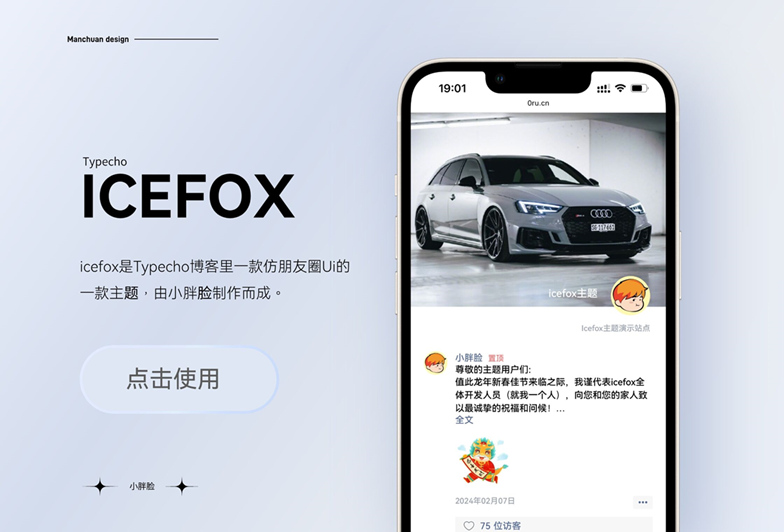 Manchuan design
Typecho
ICEFOX
icefox是Typecho博客里一款仿朋友圈Ui的
一款主题，由小胖脸制作而成。
点击使用
小胖脸
19:01
0ru.cn
icefox主题
Icefox主题演示站点
小胖脸 置顶
尊敬的主题用户们:
值此龙年新春佳节来临之际，我谨代表icefox全
体开发人员（就我一个人），向您和您的家人致
以最诚挚的祝福和问候！...
全文
2024年02月07日
75 位访客